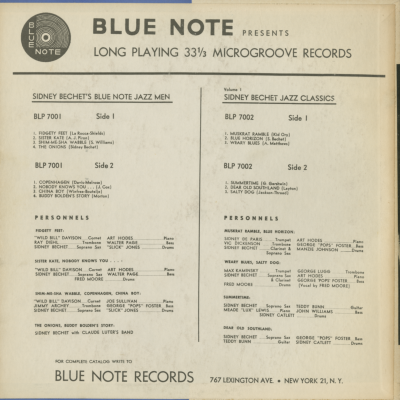 BLUE NOTE
BLUE NOTE PRESENTS
LONG PLAYING 33⅓ MICROGROOVE RECORDS
SIDNEY BECHET'S BLUE NOTE JAZZ MEN
BLP 7001 Side 1
1. FIDGETY FEET (La Rocca-Shields)
2. SISTER KATE (A. J. Piron)
3. SHIM-ME-SHA WABBLE (S. Williams)
4. THE ONIONS (Sidney Bechet)
BLP 7001 Side 2
1. COPENHAGEN (Davis-Melrose)
2. NOBODY KNOWS YOU . . . (J. Cox)
3. CHINA BOY (Winfree-Boutelje)
4. BUDDY BOLDEN'S STORY (Morton)
PERSONNELS
FIDGETY FEET:
"WILD BILL" DAVISON Cornet ART HODES Piano
RAY DIEHL Trombone WALTER PAGE Bass
SIDNEY BECHET Soprano Sax "SLICK" JONES Drums
SISTER KATE, NOBODY KNOWS YOU . . . :
"WILD BILL" DAVISON Cornet ART HODES Piano
SIDNEY BECHET Soprano Sax WALTER PAGE Bass
FRED MOORE Drums
SHIM-ME-SHA WABBLE, COPENHAGEN, CHINA BOY:
"WILD BILL" DAVISON Cornet JOE SULLIVAN Piano
JIMMY ARCHEY Trombone GEORGE "POPS" FOSTER Bass
SIDNEY BECHET Soprano Sax "SLICK" JONES Drums
THE ONIONS, BUDDY BOLDEN'S STORY:
SIDNEY BECHET with CLAUDE LUTER'S BAND
Volume 1
SIDNEY BECHET JAZZ CLASSICS
BLP 7002 Side 1
1. MUSKRAT RAMBLE (Kid Ory)
2. BLUE HORIZON (S. Bechet)
3. WEARY BLUES (A. Matthews)
BLP 7002 Side 2
1. SUMMERTIME (G. Gershwin)
2. DEAR OLD SOUTHLAND (Layton)
3. SALTY DOG (Jackson-Straus)
PERSONNELS
MUSKRAT RAMBLE, BLUE HORIZON:
SIDNEY DE PARIS Trumpet ART HODES Piano
VIC DICKENSON Trombone GEORGE "POPS" FOSTER Bass
SIDNEY BECHET Clarinet & Soprano Sax MANZIE JOHNSON Drums
WEARY BLUES, SALTY DOG:
MAX KAMINSKY Trumpet GEORGE LUGG Trombone
SIDNEY BECHET Soprano Sax & Clarinet ART HODES Piano
GEORGE "POPS" FOSTER Bass
FRED MOORE Drums (Vocal by FRED MOORE)
SUMMERTIME:
SIDNEY BECHET Soprano Sax TEDDY BUNN Guitar
MEADE "LUX" LEWIS Piano JOHN WILLIAMS Bass
SIDNEY CATLETT Drums
DEAR OLD SOUTHLAND:
SIDNEY BECHET Soprano Sax GEORGE "POPS" FOSTER Bass
TEDDY BUNN Guitar SIDNEY CATLETT Drums
FOR COMPLETE CATALOG WRITE TO
BLUE NOTE RECORDS 767 LEXINGTON AVE. • NEW YORK 21, N. Y.